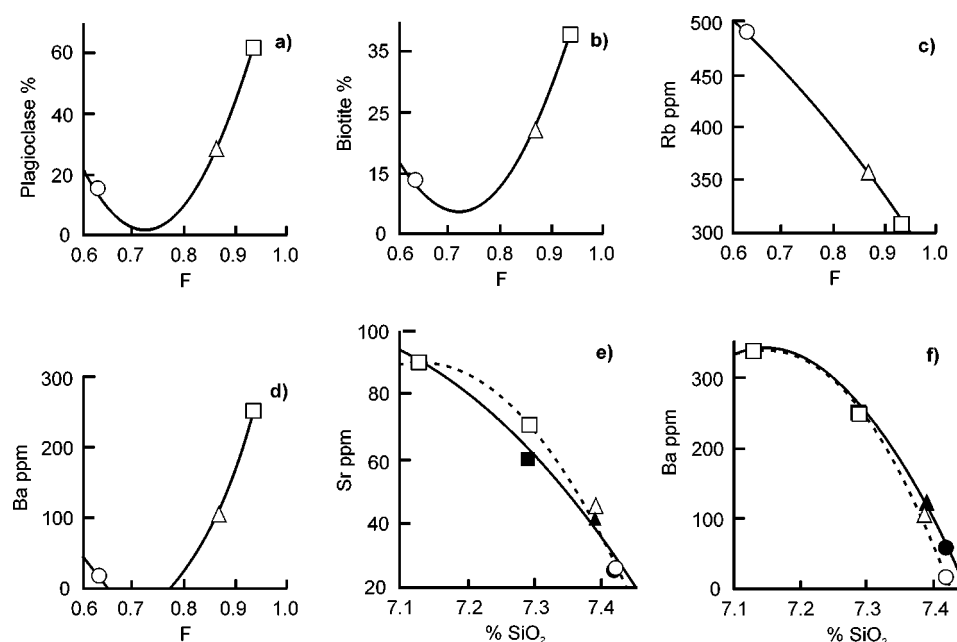 a)
Plagioclase %
60
40
20
0
0.6 0.7 0.8 0.9 1.0
F
b)
Biotite %
35
25
15
0
0.6 0.7 0.8 0.9 1.0
F
c)
Rb ppm
500
450
400
350
300
0.6 0.7 0.8 0.9 1.0
F
d)
Ba ppm
300
200
100
0
0.6 0.7 0.8 0.9 1.0
F
e)
Sr ppm
100
80
60
40
20
7.1 7.2 7.3 7.4
% SiO₂
f)
Ba ppm
300
200
100
0
7.1 7.2 7.3 7.4
% SiO₂